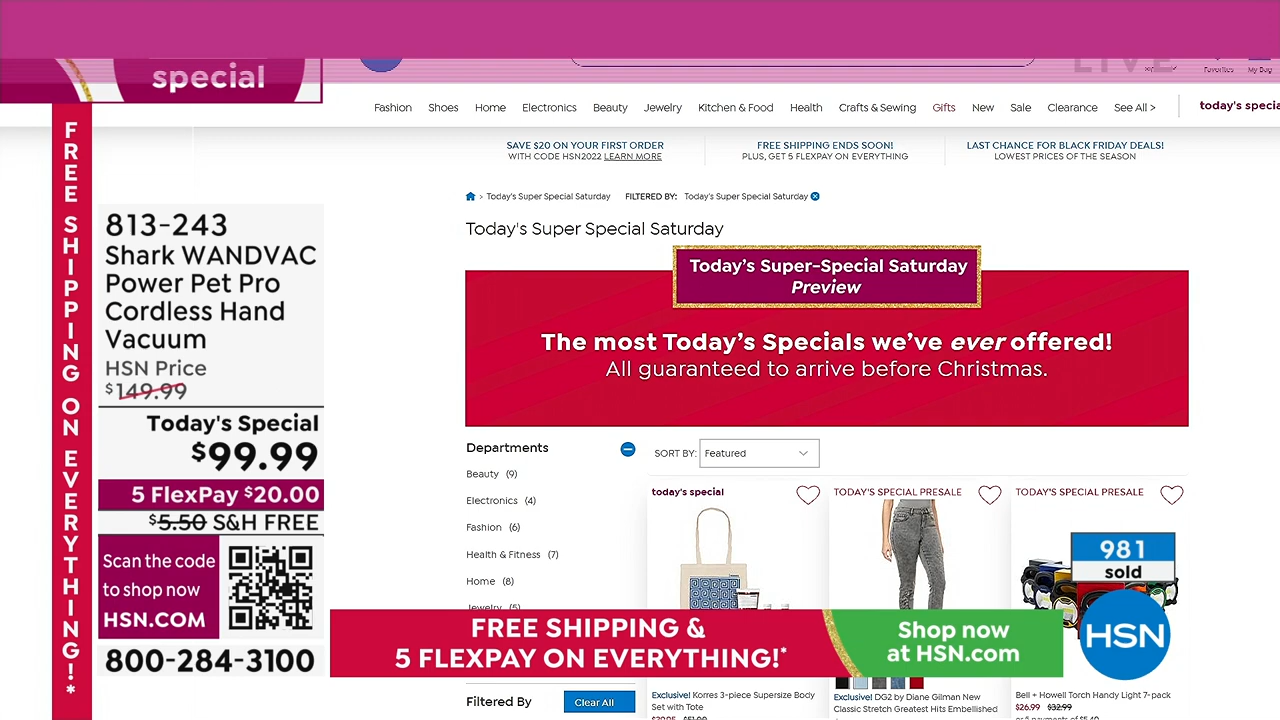 special
FREE SHIPPING ON EVERYTHING!*
813-243
Shark WANDVAC
Power Pet Pro
Cordless Hand
Vacuum
HSN Price
$149.99
Today's Special
$99.99
5 FlexPay $20.00
$5.50 S&H FREE
Scan the code
to shop now
HSN.COM
800-284-3100
LIVE
Favorites
My Bag
Fashion Shoes Home Electronics Beauty Jewelry Kitchen & Food Health Crafts & Sewing Gifts New Sale Clearance See All > today's specia
SAVE $20 ON YOUR FIRST ORDER
WITH CODE HSN2022 LEARN MORE
FREE SHIPPING ENDS SOON!
PLUS, GET 5 FLEXPAY ON EVERYTHING
LAST CHANCE FOR BLACK FRIDAY DEALS!
LOWEST PRICES OF THE SEASON
> Today's Super Special Saturday FILTERED BY: Today's Super Special Saturday
Today's Super Special Saturday
Today's Super-Special Saturday
Preview
The most Today's Specials we've ever offered!
All guaranteed to arrive before Christmas.
Departments
Beauty (9)
Electronics (4)
Fashion (6)
Health & Fitness (7)
Home (8)
Jewelry (5)
Filtered By Clear All
SORT BY: Featured
today's special
Exclusive! Korres 3-piece Supersize Body
Set with Tote
$39.95 $51.00
TODAY'S SPECIAL PRESALE
Exclusive! DG2 by Diane Gilman New
Classic Stretch Greatest Hits Embellished
TODAY'S SPECIAL PRESALE
Bell + Howell Torch Handy Light 7-pack
$26.99 $32.99
or 5 payments of $5.40
981
sold
FREE SHIPPING &
5 FLEXPAY ON EVERYTHING!*
Shop now
at HSN.com
HSN